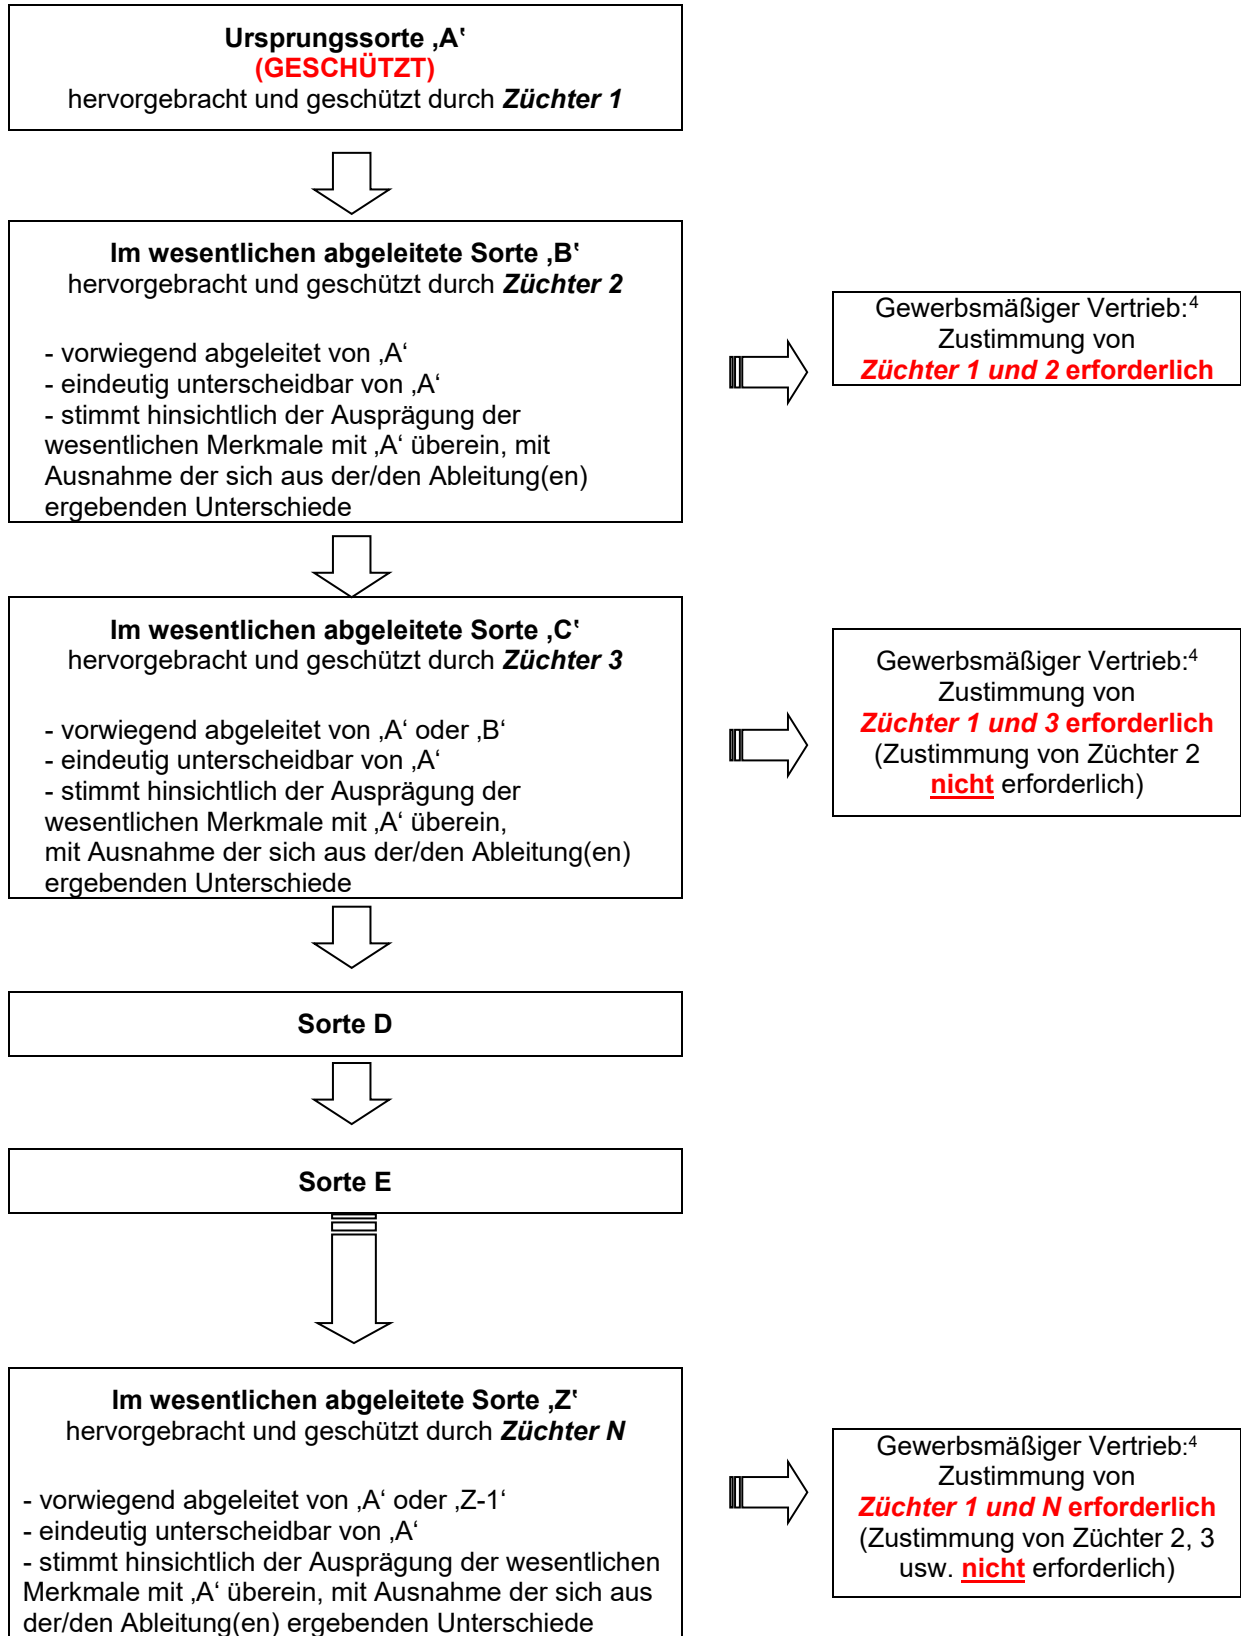 Ursprungssorte ‚A‘
(GESCHÜTZT)
hervorgebracht und geschützt durch Züchter 1
Im wesentlichen abgeleitete Sorte ‚B‘
hervorgebracht und geschützt durch Züchter 2
- vorwiegend abgeleitet von ‚A‘
- eindeutig unterscheidbar von ‚A‘
- stimmt hinsichtlich der Ausprägung der
wesentlichen Merkmale mit ‚A‘ überein, mit
Ausnahme der sich aus der/den Ableitung(en)
ergebenden Unterschiede
Gewerbsmäßiger Vertrieb:⁴
Zustimmung von
Züchter 1 und 2 erforderlich
Im wesentlichen abgeleitete Sorte ‚C‘
hervorgebracht und geschützt durch Züchter 3
- vorwiegend abgeleitet von ‚A‘ oder ‚B‘
- eindeutig unterscheidbar von ‚A‘
- stimmt hinsichtlich der Ausprägung der
wesentlichen Merkmale mit ‚A‘ überein,
mit Ausnahme der sich aus der/den Ableitung(en)
ergebenden Unterschiede
Gewerbsmäßiger Vertrieb:⁴
Zustimmung von
Züchter 1 und 3 erforderlich
(Zustimmung von Züchter 2
nicht erforderlich)
Sorte D
Sorte E
Im wesentlichen abgeleitete Sorte ‚Z‘
hervorgebracht und geschützt durch Züchter N
- vorwiegend abgeleitet von ‚A‘ oder ‚Z-1‘
- eindeutig unterscheidbar von ‚A‘
- stimmt hinsichtlich der Ausprägung der wesentlichen
Merkmale mit ‚A‘ überein, mit Ausnahme der sich aus
der/den Ableitung(en) ergebenden Unterschiede
Gewerbsmäßiger Vertrieb:⁴
Zustimmung von
Züchter 1 und N erforderlich
(Zustimmung von Züchter 2, 3
usw. nicht erforderlich)